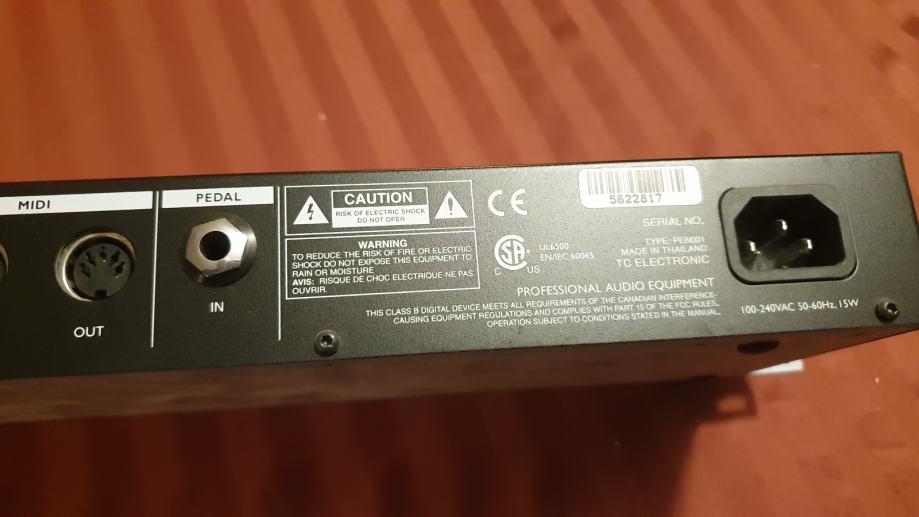 MIDI
OUT
PEDAL
IN
CAUTION
RISK OF ELECTRIC SHOCK
DO NOT OPEN
WARNING
TO REDUCE THE RISK OF FIRE OR ELECTRIC
SHOCK DO NOT EXPOSE THIS EQUIPMENT TO
RAIN OR MOISTURE
AVIS: RISQUE DE CHOC ELECTRIQUE-NE PAS
OUVRIR.
CE
SA
C US
UL6500
EN/IEC 60065
5622817
SERIAL NO.
TYPE: PEN001
MADE IN THAILAND
TC ELECTRONIC
PROFESSIONAL AUDIO EQUIPMENT
THIS CLASS B DIGITAL DEVICE MEETS ALL REQUIREMENTS OF THE CANADIAN INTERFERENCE-
CAUSING EQUIPMENT REGULATIONS AND COMPLIES WITH PART 15 OF THE FCC RULES.
OPERATION SUBJECT TO CONDITIONS STATED IN THE MANUAL.
100-240VAC 50-60Hz, 15W